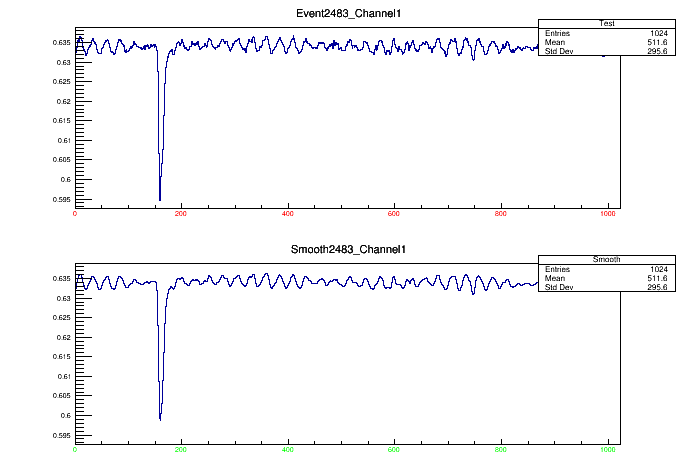 Event2483_Channel1
Test
Entries 1024
Mean 511.6
Std Dev 295.6
0.635
0.63
0.625
0.62
0.615
0.61
0.605
0.6
0.595
0 200 400 600 800 1000
Smooth2483_Channel1
Smooth
Entries 1024
Mean 511.6
Std Dev 295.6
0.635
0.63
0.625
0.62
0.615
0.61
0.605
0.6
0.595
0 200 400 600 800 1000